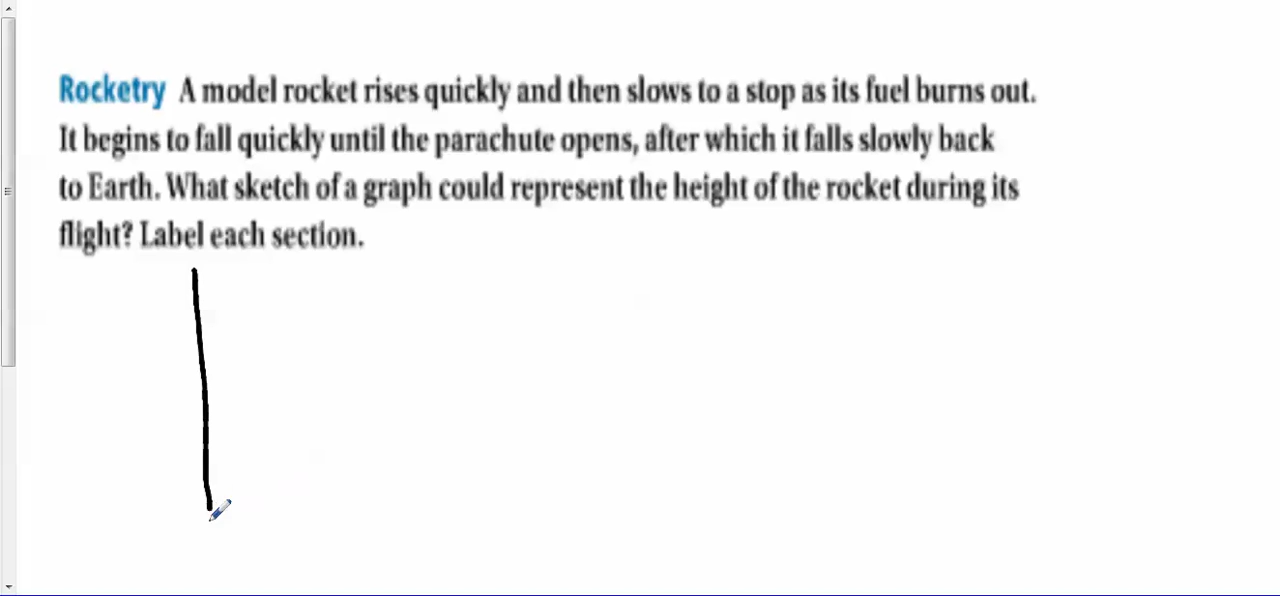 Rocketry A model rocket rises quickly and then slows to a stop as its fuel burns out.
It begins to fall quickly until the parachute opens, after which it falls slowly back
to Earth. What sketch of a graph could represent the height of the rocket during its
flight? Label each section.